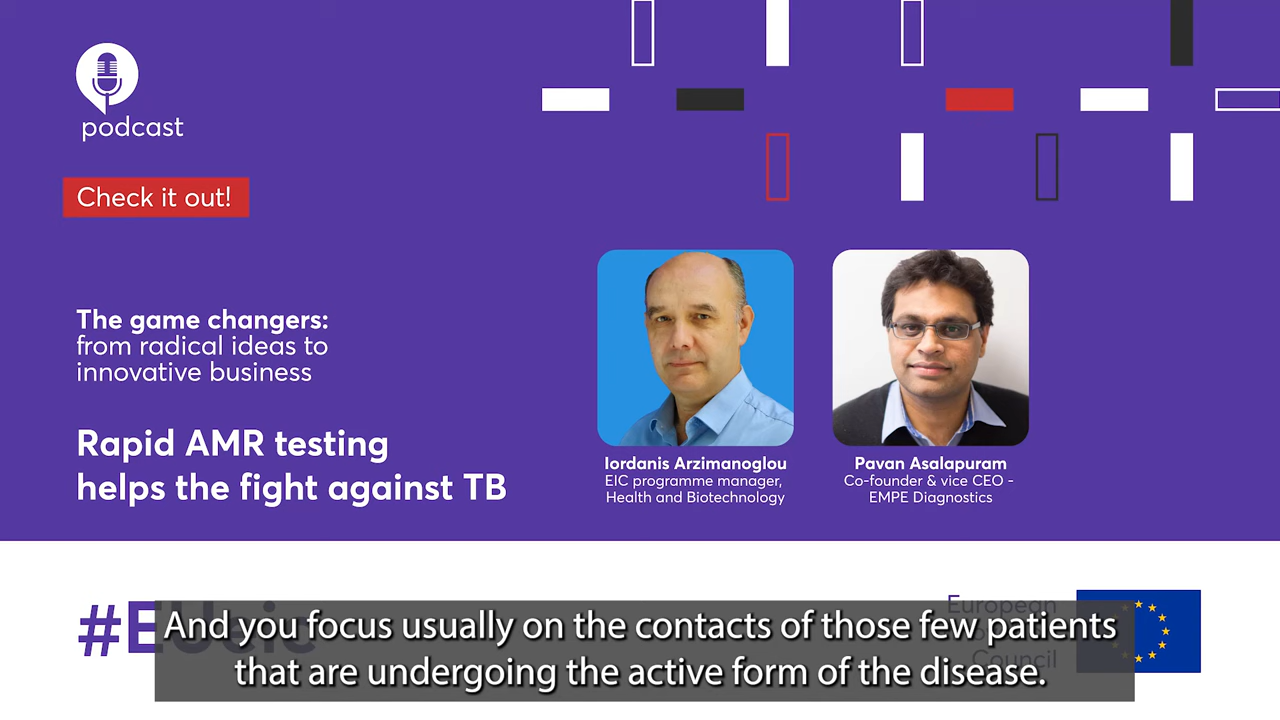 podcast
Check it out!
The game changers:
from radical ideas to
innovative business
Rapid AMR testing
helps the fight against TB
Iordanis Arzimanoglou
EIC programme manager,
Health and Biotechnology
Pavan Asalapuram
Co-founder & vice CEO -
EMPE Diagnostics
#EUeic
European
Council
And you focus usually on the contacts of those few patients
that are undergoing the active form of the disease.